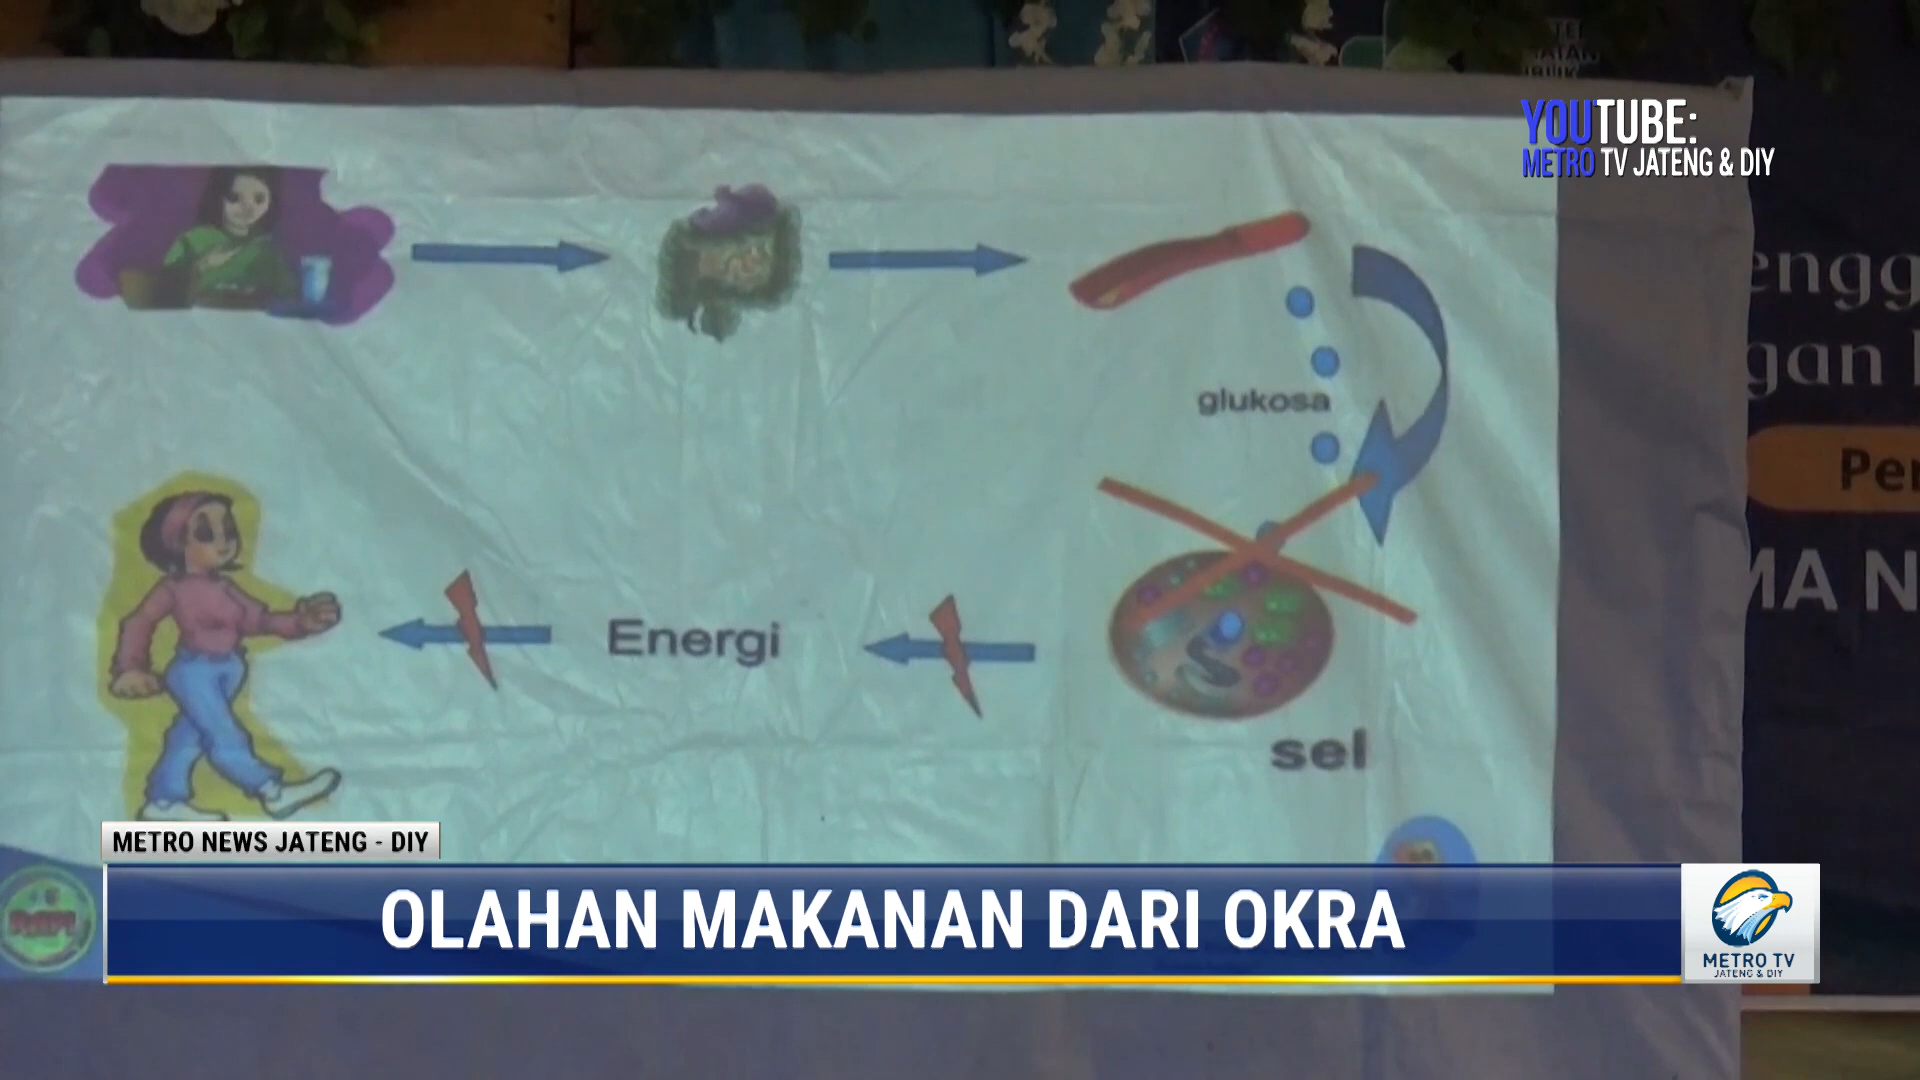 YOUTUBE:
METRO TV JATENG & DIY
glukosa
Energi
sel
METRO NEWS JATENG - DIY
OLAHAN MAKANAN DARI OKRA
METRO TV
JATENG & DIY